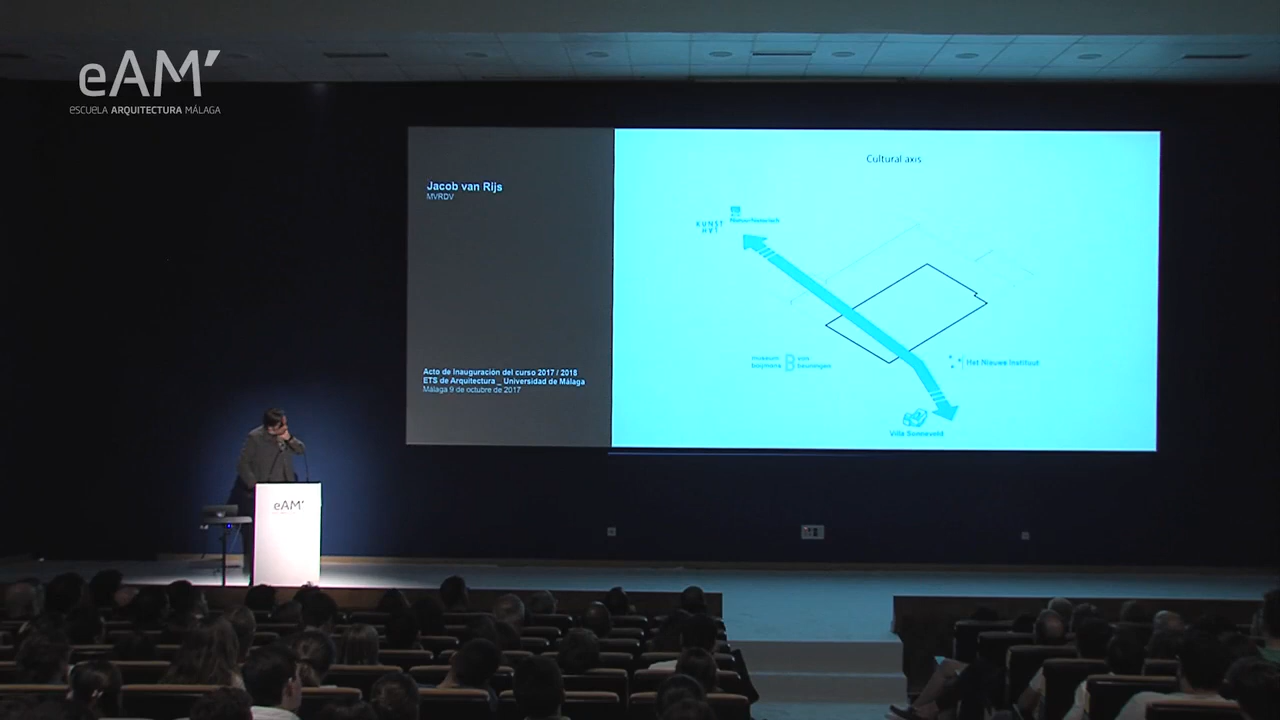 eAM'
ESCUELA ARQUITECTURA MÁLAGA
Cultural axis
Jacob van Rijs
MVRDV
KUNST
HAL
museum
boijmans
B
van
beuningen
Het Nieuwe Instituut
Villa Sonneveld
Acto de Inauguración del curso 2017 / 2018
ETS de Arquitectura _ Universidad de Málaga
Málaga 9 de octubre de 2017
eAM'